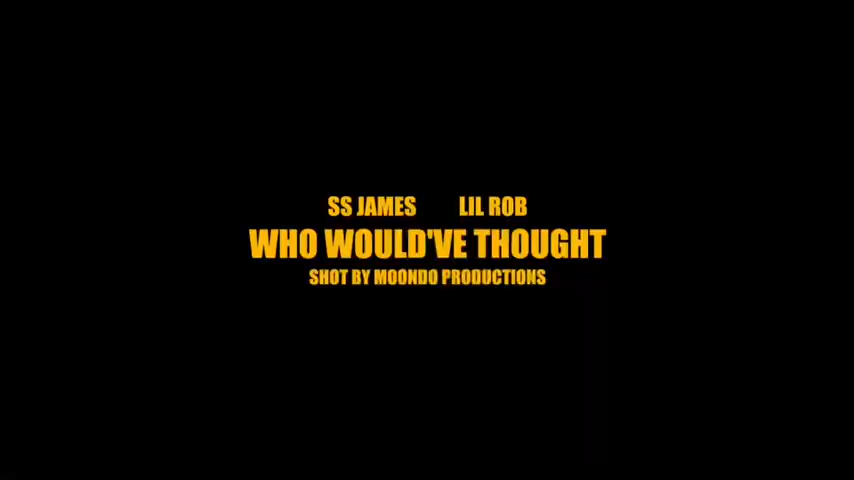 SS JAMES LIL ROB
WHO WOULD'VE THOUGHT
SHOT BY MOONDO PRODUCTIONS